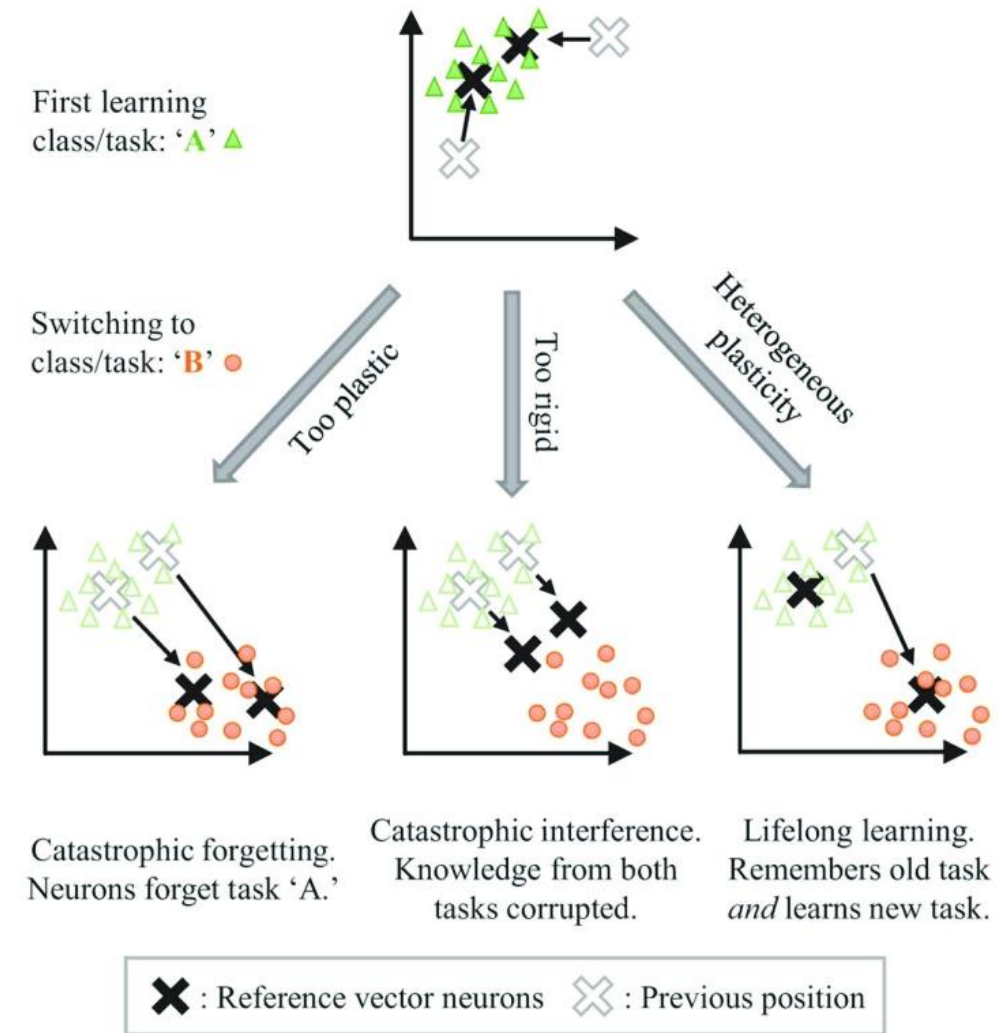 First learning
class/task: ‘A’
Switching to
class/task: ‘B’
Too plastic
Too rigid
Heterogeneous
plasticity
Catastrophic forgetting.
Neurons forget task ‘A.’
Catastrophic interference.
Knowledge from both
tasks corrupted.
Lifelong learning.
Remembers old task
and learns new task.
: Reference vector neurons : Previous position